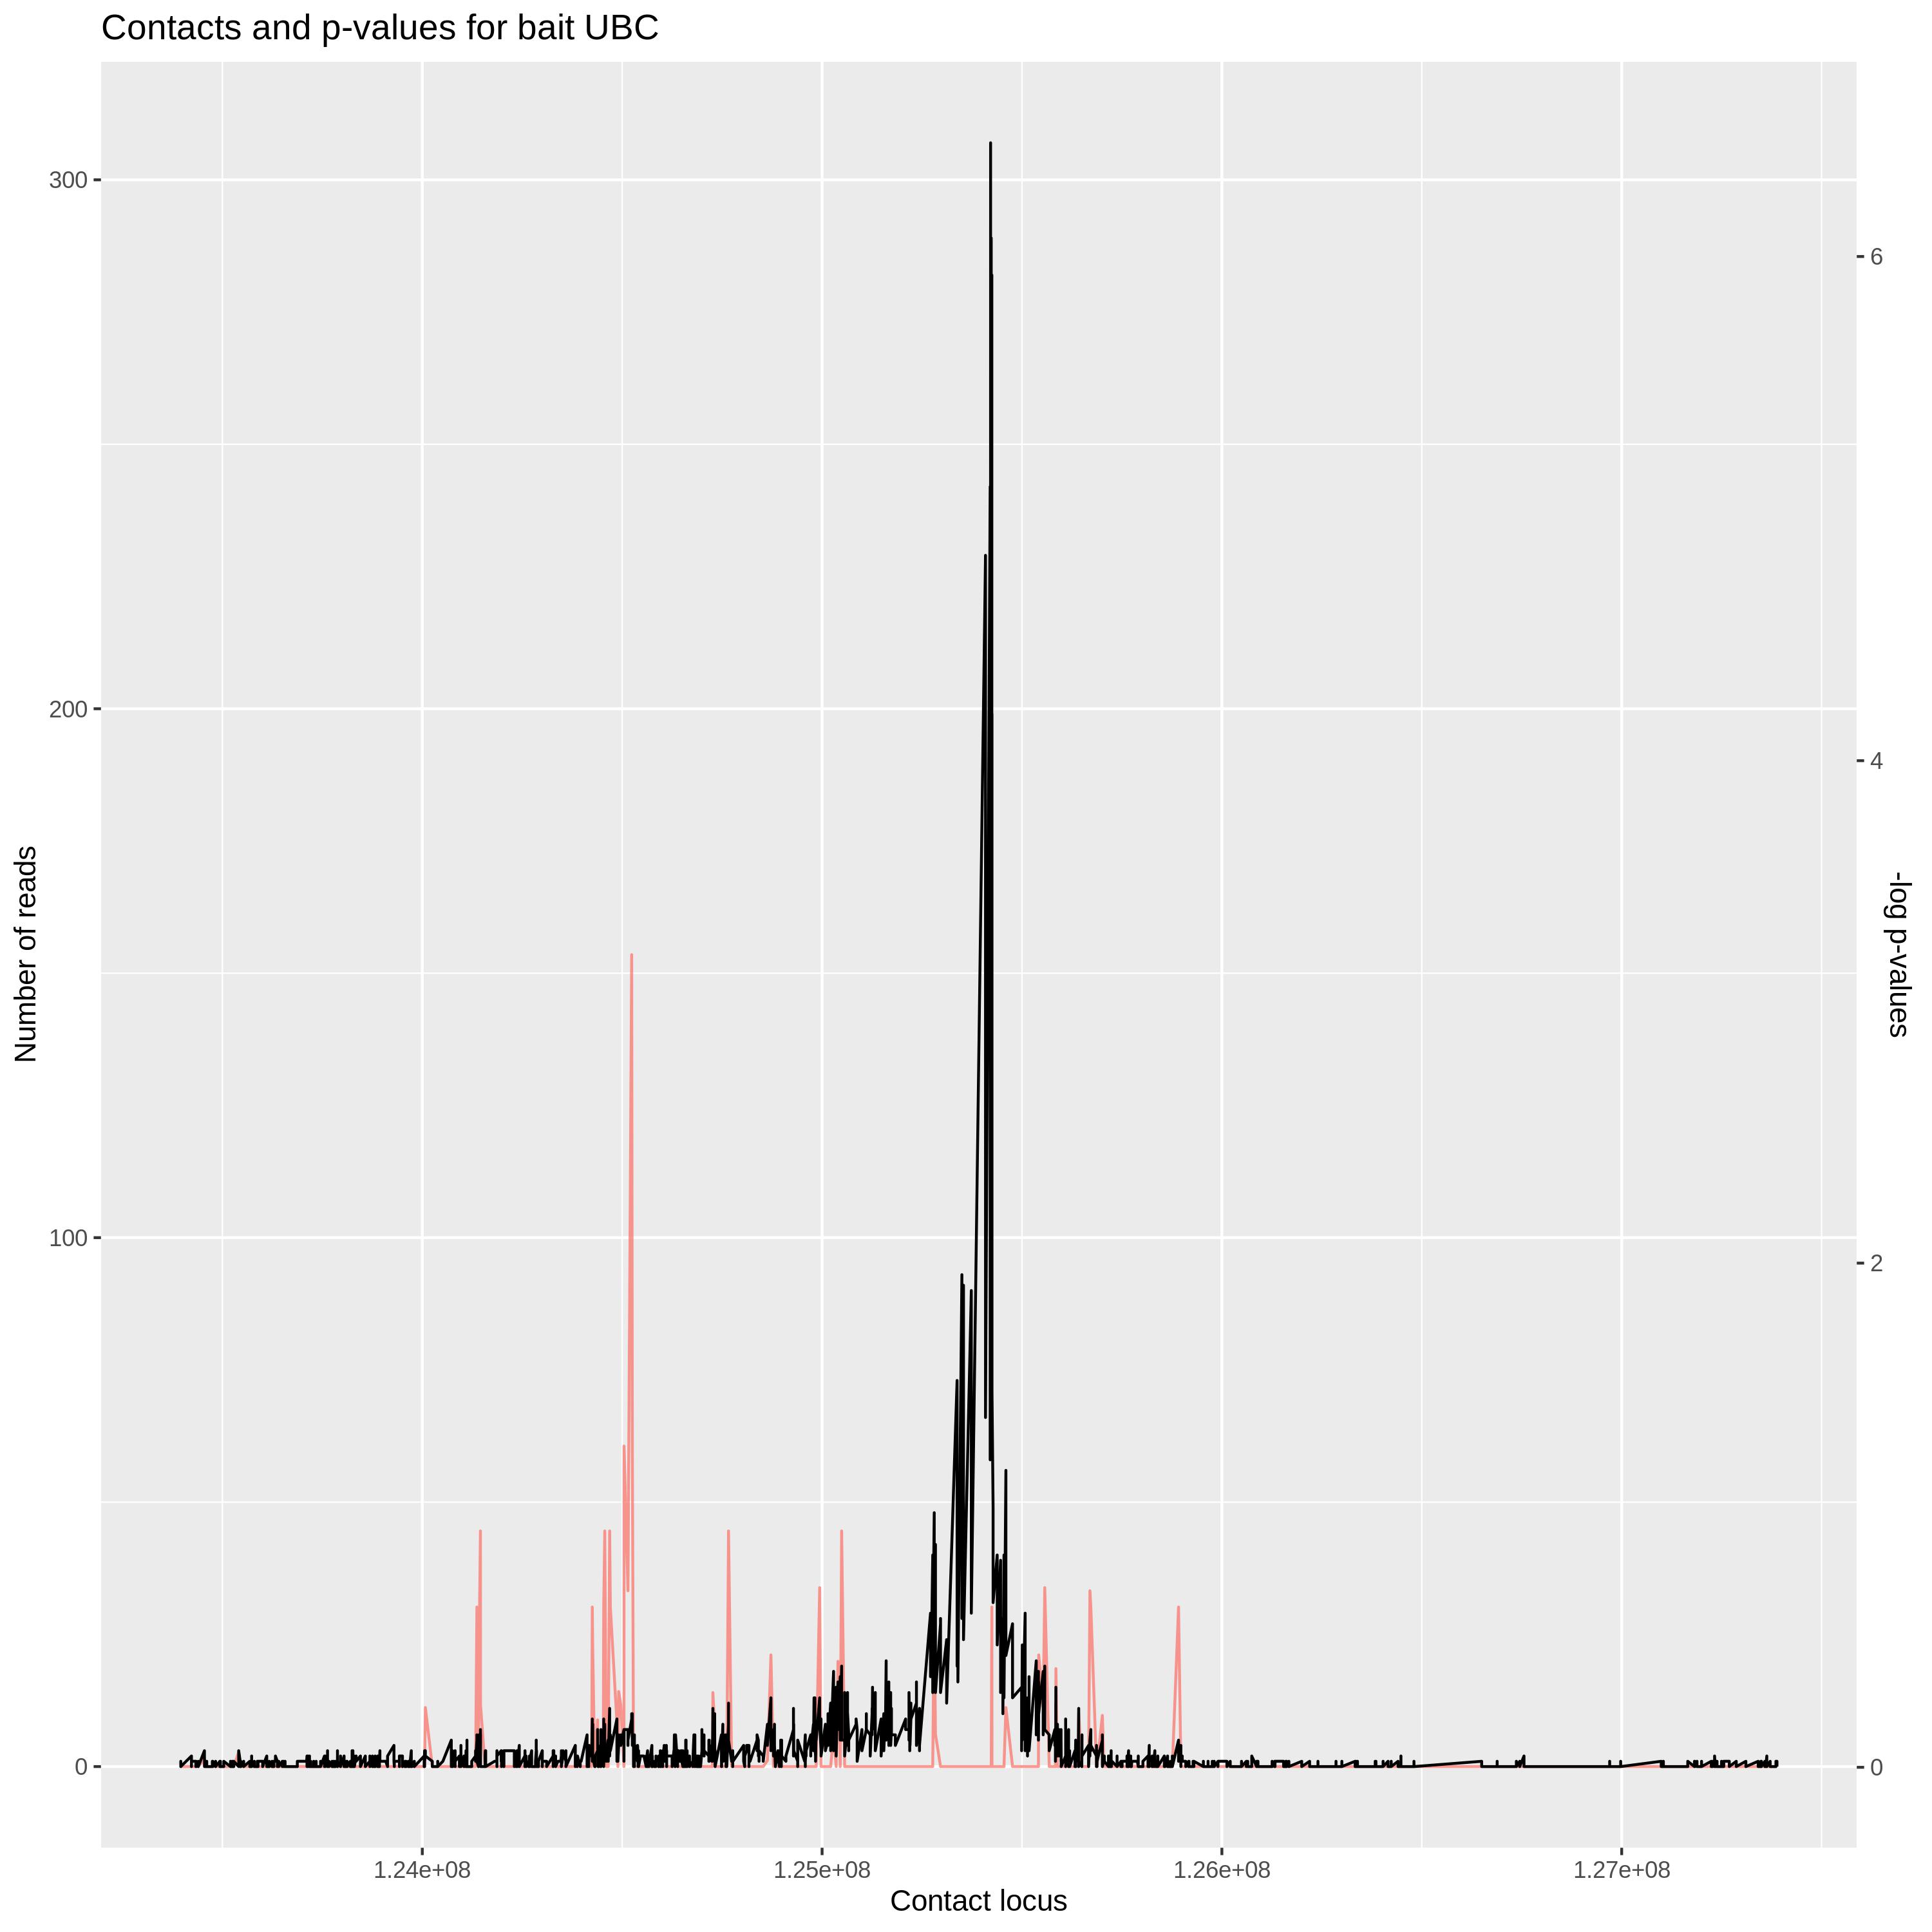 Contacts and p-values for bait UBC
300
200
100
0
Number of reads
6
4
2
0
-log p-values
1.24e+08
1.25e+08
1.26e+08
1.27e+08
Contact locus